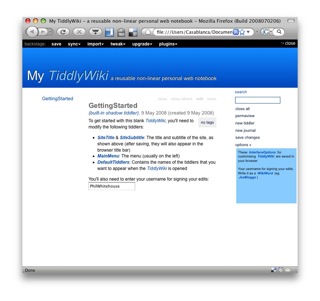 My TiddlyWiki – a reusable non-linear personal web notebook – Mozilla Firefox (Build 2008070206)
file:///Users/Casablanca/Documen
backstage: save sync▾ import▾ tweak▾ upgrade▾ plugins▾ close
My TiddlyWiki a reusable non-linear personal web notebook
GettingStarted
search
GettingStarted
(built-in shadow tiddler), 9 May 2008 (created 9 May 2008)
no tags
To get started with this blank TiddlyWiki, you'll need to
modify the following tiddlers:
• SiteTitle & SiteSubtitle: The title and subtitle of the site, as
shown above (after saving, they will also appear in the
browser title bar)
• MainMenu: The menu (usually on the left)
• DefaultTiddlers: Contains the names of the tiddlers that you
want to appear when the TiddlyWiki is opened
You'll also need to enter your username for signing your edits:
PhilWhitehouse
close all
permaview
new tiddler
new journal
save changes
options »
These InterfaceOptions for
customising TiddlyWiki are saved in
your browser
Your username for signing your edits.
Write it as a WikiWord (eg
JoeBloggs)
Done